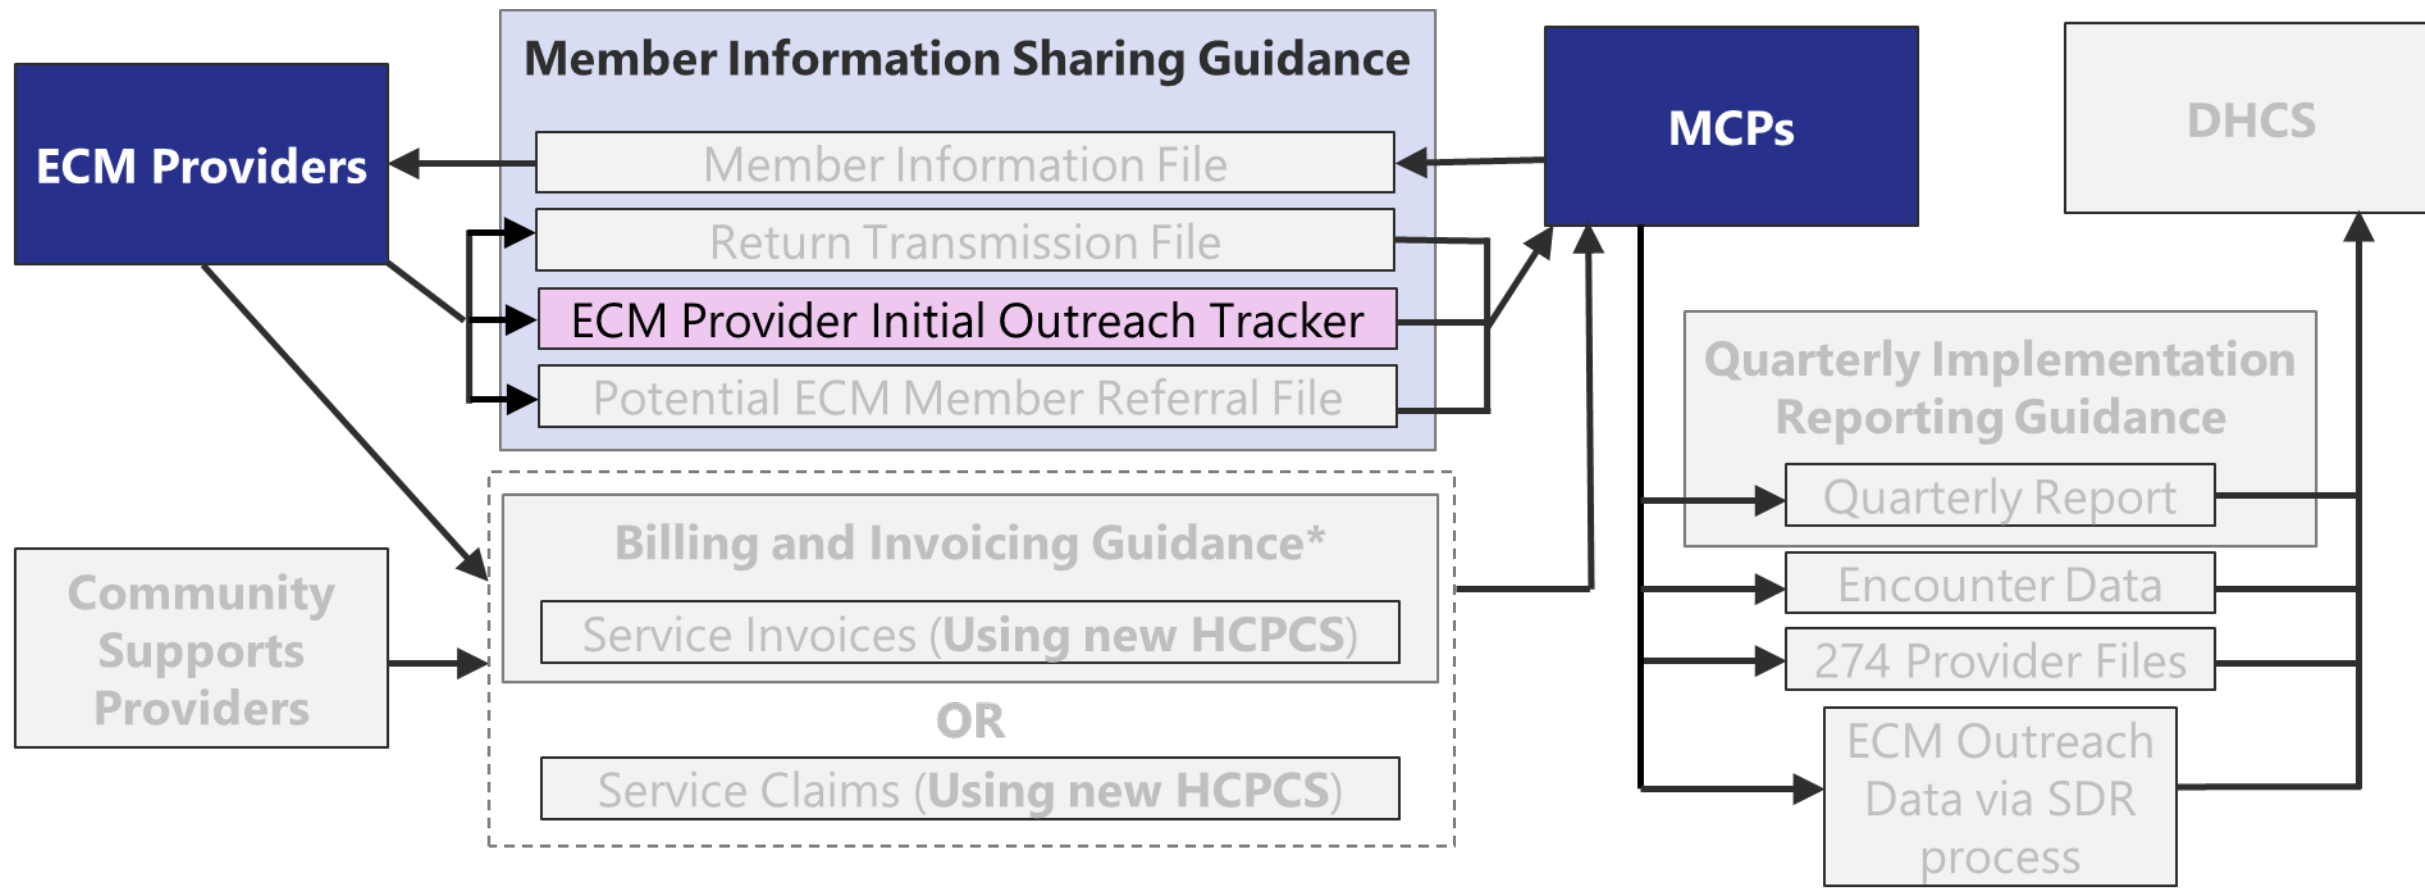 Member Information Sharing Guidance
ECM Providers
Member Information File
Return Transmission File
ECM Provider Initial Outreach Tracker
Potential ECM Member Referral File
MCPs
DHCS
Quarterly Implementation
Reporting Guidance
Quarterly Report
Encounter Data
274 Provider Files
ECM Outreach
Data via SDR
process
Community
Supports
Providers
Billing and Invoicing Guidance*
Service Invoices (Using new HCPCS)
OR
Service Claims (Using new HCPCS)